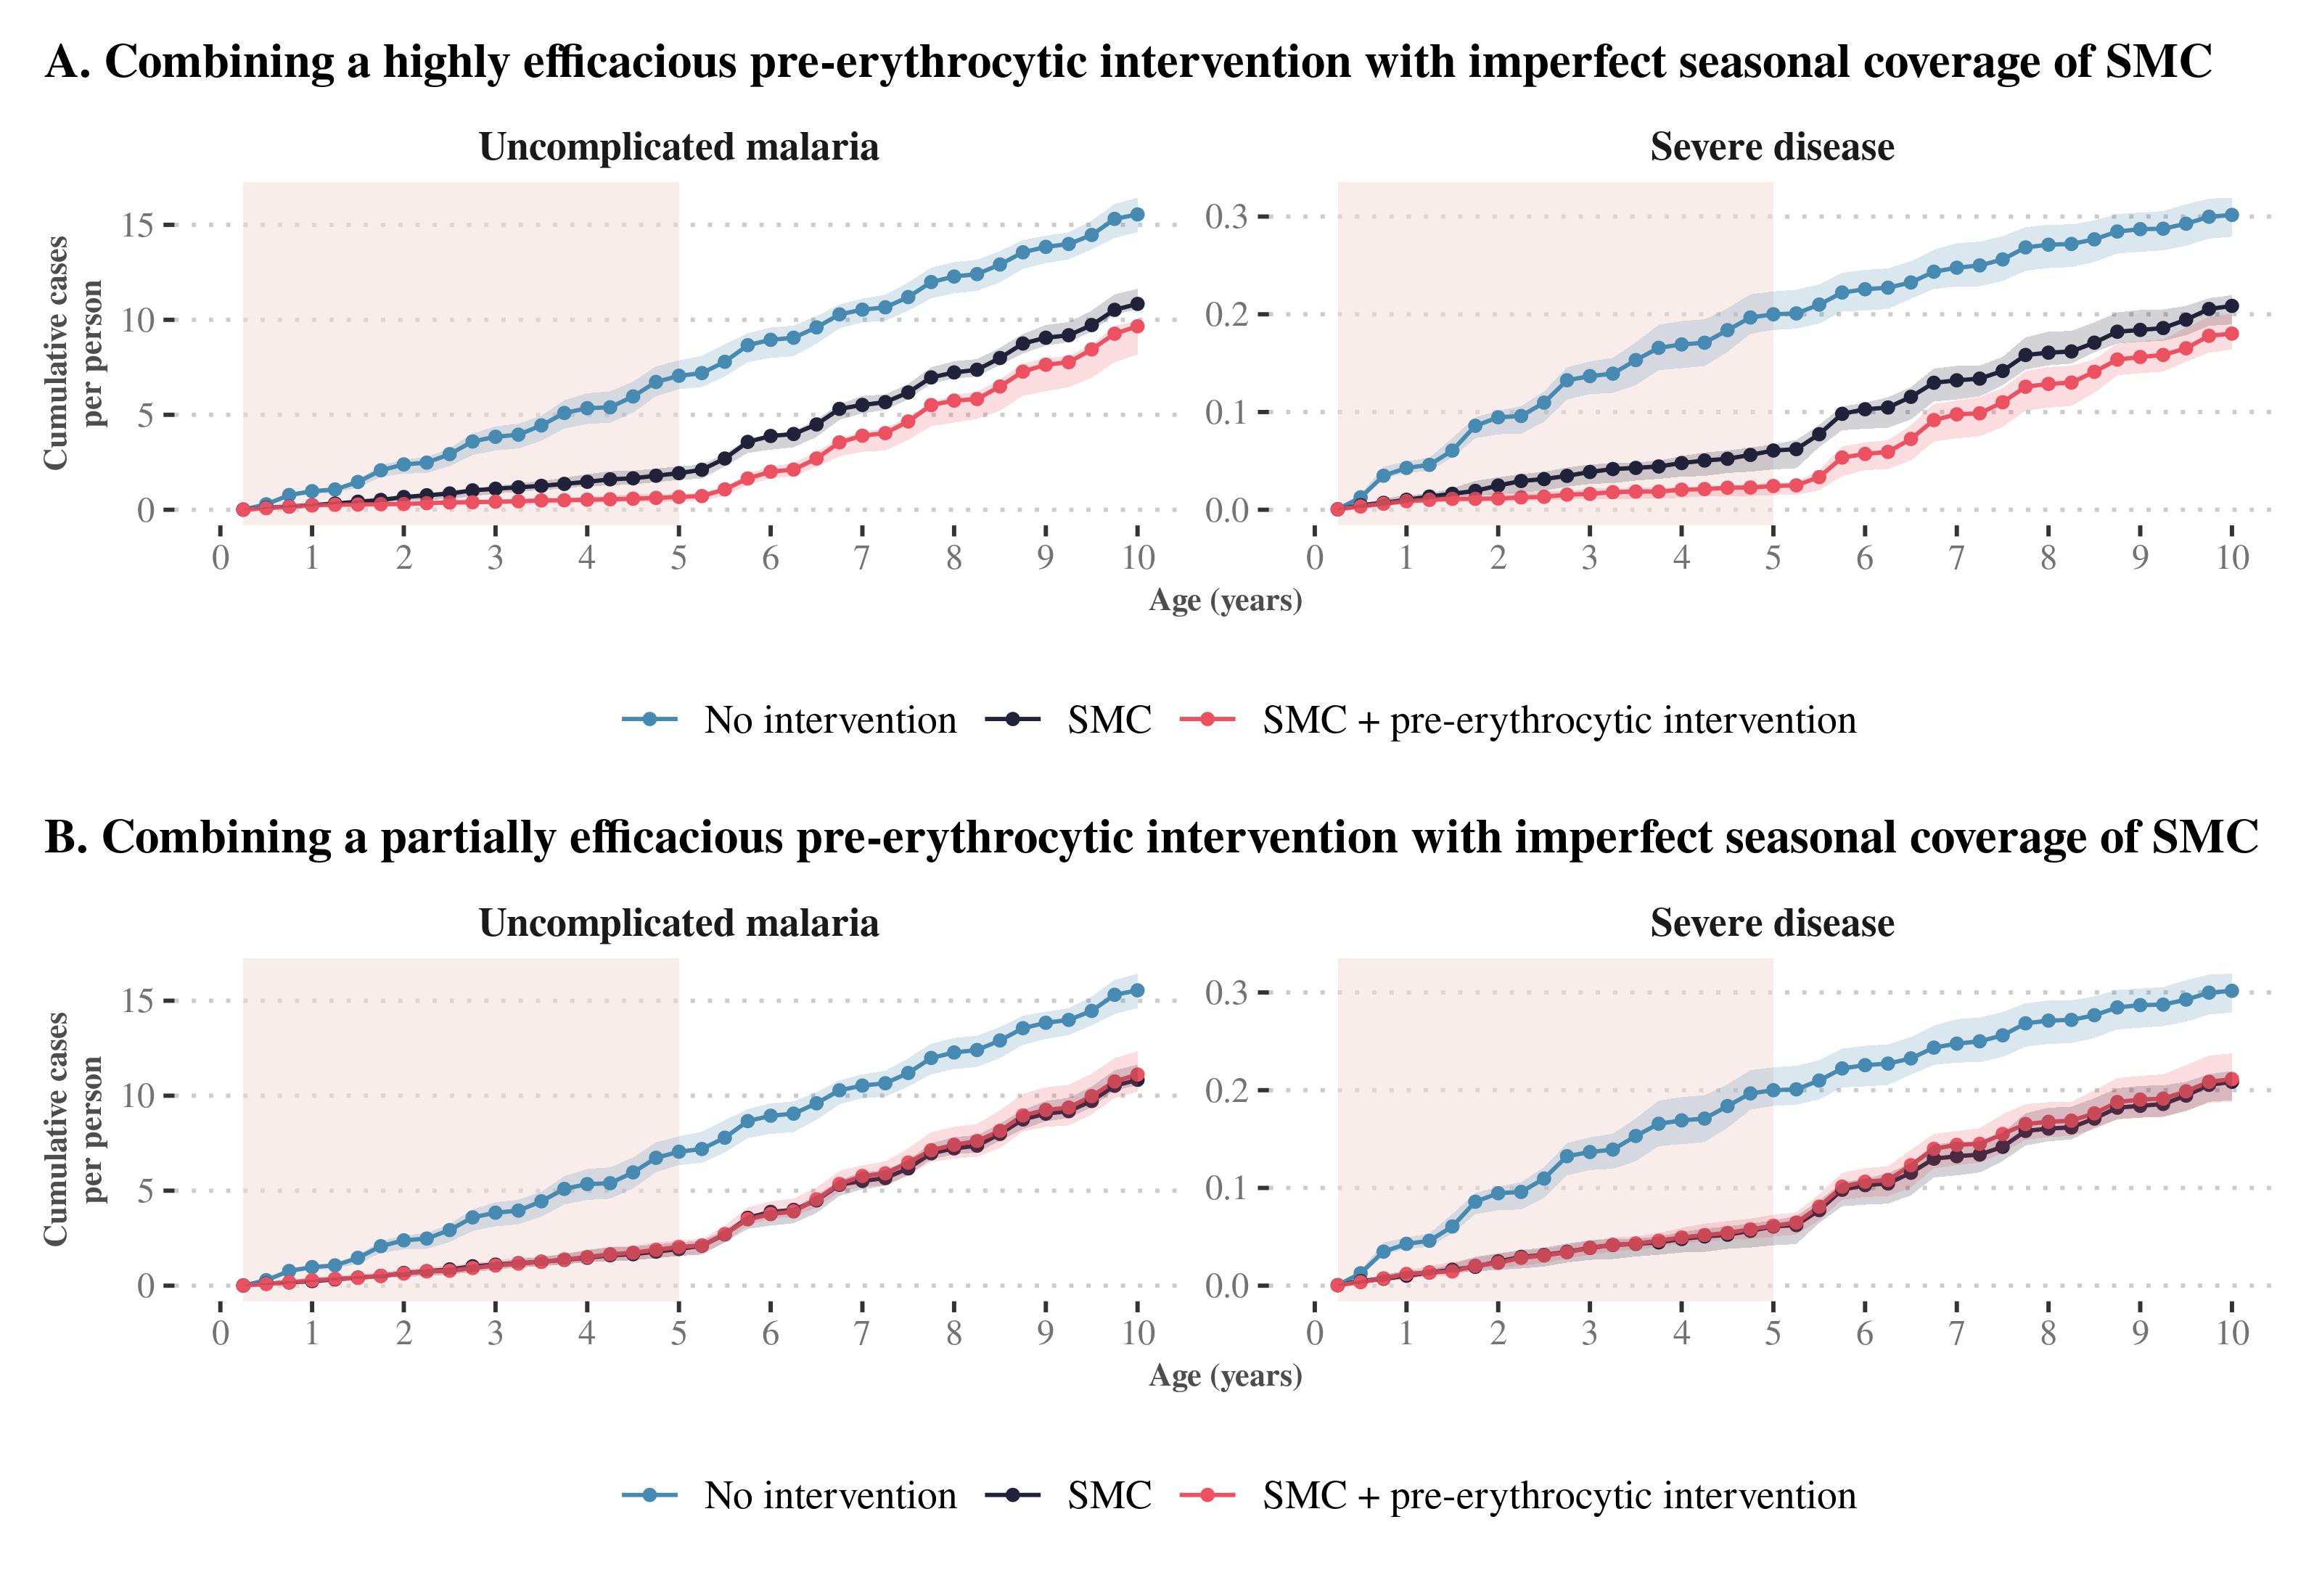 A. Combining a highly efficacious pre-erythrocytic intervention with imperfect seasonal coverage of SMC
Uncomplicated malaria
Severe disease
Cumulative cases
per person
15
10
5
0
0 1 2 3 4 5 6 7 8 9 10
0.3
0.2
0.1
0.0
0 1 2 3 4 5 6 7 8 9 10
Age (years)
No intervention SMC SMC + pre-erythrocytic intervention
B. Combining a partially efficacious pre-erythrocytic intervention with imperfect seasonal coverage of SMC
Uncomplicated malaria
Severe disease
Cumulative cases
per person
15
10
5
0
0 1 2 3 4 5 6 7 8 9 10
0.3
0.2
0.1
0.0
0 1 2 3 4 5 6 7 8 9 10
Age (years)
No intervention SMC SMC + pre-erythrocytic intervention